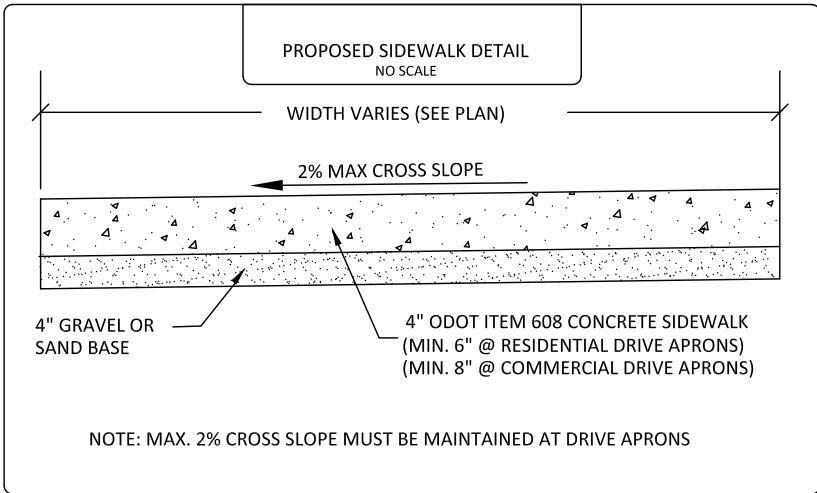 PROPOSED SIDEWALK DETAIL
NO SCALE
WIDTH VARIES (SEE PLAN)
2% MAX CROSS SLOPE
4" GRAVEL OR
SAND BASE
4" ODOT ITEM 608 CONCRETE SIDEWALK
(MIN. 6" @ RESIDENTIAL DRIVE APRONS)
(MIN. 8" @ COMMERCIAL DRIVE APRONS)
NOTE: MAX. 2% CROSS SLOPE MUST BE MAINTAINED AT DRIVE APRONS